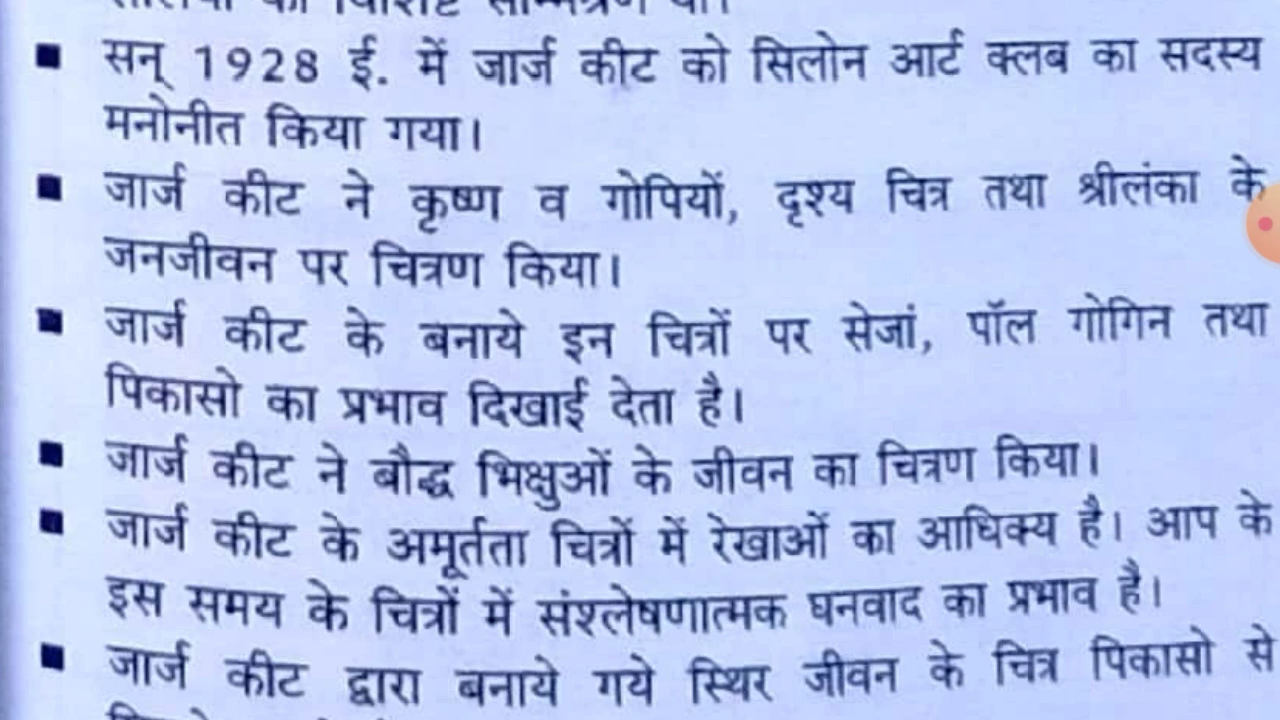 ■ सन् 1928 ई. में जार्ज कीट को सिलोन आर्ट क्लब का सदस्य
मनोनीत किया गया।
■ जार्ज कीट ने कृष्ण व गोपियों, दृश्य चित्र तथा श्रीलंका के
जनजीवन पर चित्रण किया।
■ जार्ज कीट के बनाये इन चित्रों पर सेजां, पॉल गोगिन तथा
पिकासो का प्रभाव दिखाई देता है।
■ जार्ज कीट ने बौद्ध भिक्षुओं के जीवन का चित्रण किया।
■ जार्ज कीट के अमूर्तता चित्रों में रेखाओं का आधिक्य है। आप के
इस समय के चित्रों में संश्लेषणात्मक घनवाद का प्रभाव है।
■ जार्ज कीट द्वारा बनाये गये स्थिर जीवन के चित्र पिकासो से